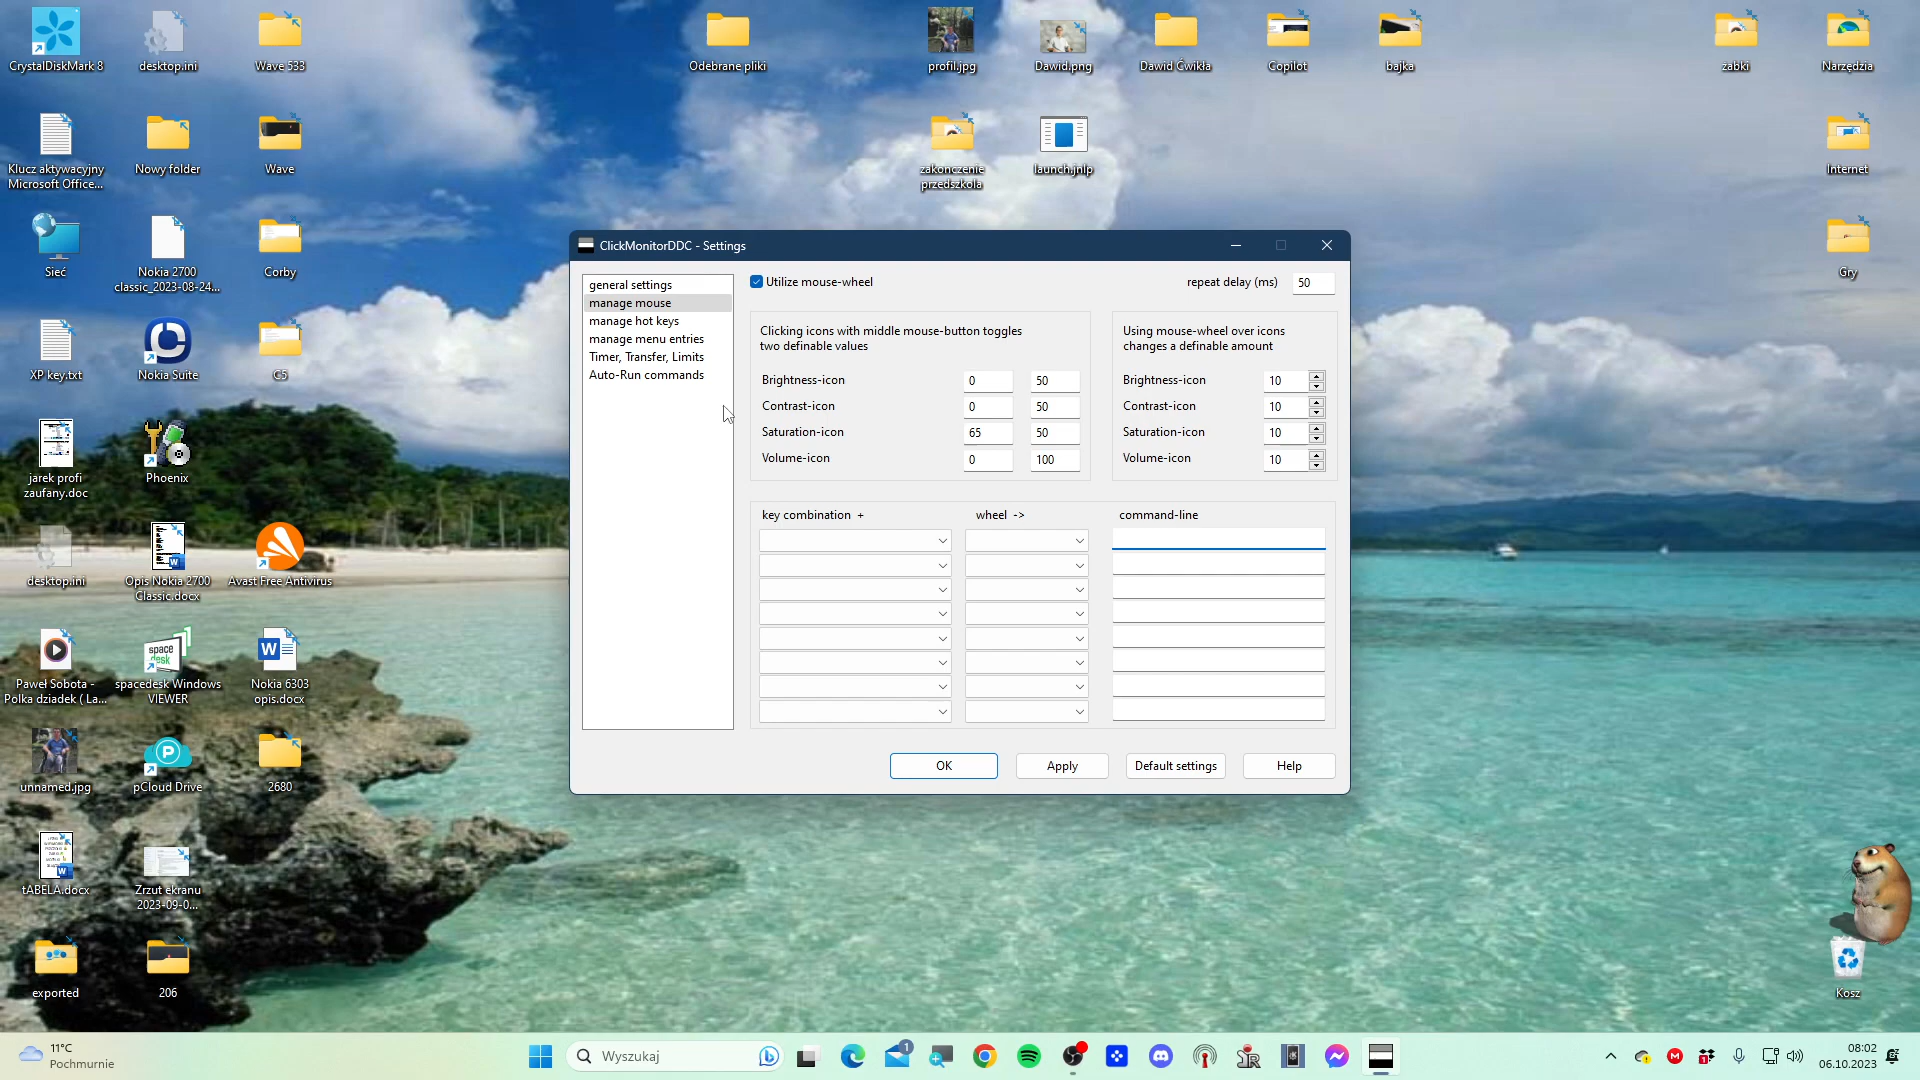 CrystalDiskMark 8
desktop.ini
Wave 533
Odebrane pliki
profil.jpg
Dawid.png
Dawid Ćwikła
Copilot
bajka
zabki
Narzędzia
Klucz aktywacyjny
Microsoft Office...
Nowy folder
Wave
zakonczenie
przedszkola
launch.jnlp
Internet
Sieć
Nokia 2700
classic_2023-08-24...
Corby
Gry
XP key.txt
Nokia Suite
C5
jarek profi
zaufany.doc
Phoenix
desktop.ini
Opis Nokia 2700
Classic.docx
Avast Free Antivirus
Paweł Sobota -
Polka dziadek ( La...
space
desk
spacedesk Windows
VIEWER
Nokia 6303
opis.docx
unnamed.jpg
pCloud Drive
2680
tABELA.docx
Zrzut ekranu
2023-09-0...
exported
206
Kosz
ClickMonitorDDC - Settings
general settings
manage mouse
manage hot keys
manage menu entries
Timer, Transfer, Limits
Auto-Run commands
Utilize mouse-wheel
repeat delay (ms) 50
Clicking icons with middle mouse-button toggles
two definable values
Brightness-icon 0 50
Contrast-icon 0 50
Saturation-icon 65 50
Volume-icon 0 100
Using mouse-wheel over icons
changes a definable amount
Brightness-icon 10
Contrast-icon 10
Saturation-icon 10
Volume-icon 10
key combination + wheel -> command-line
OK Apply Default settings Help
11°C
Pochmurnie
Wyszukaj
1
08:02
06.10.2023